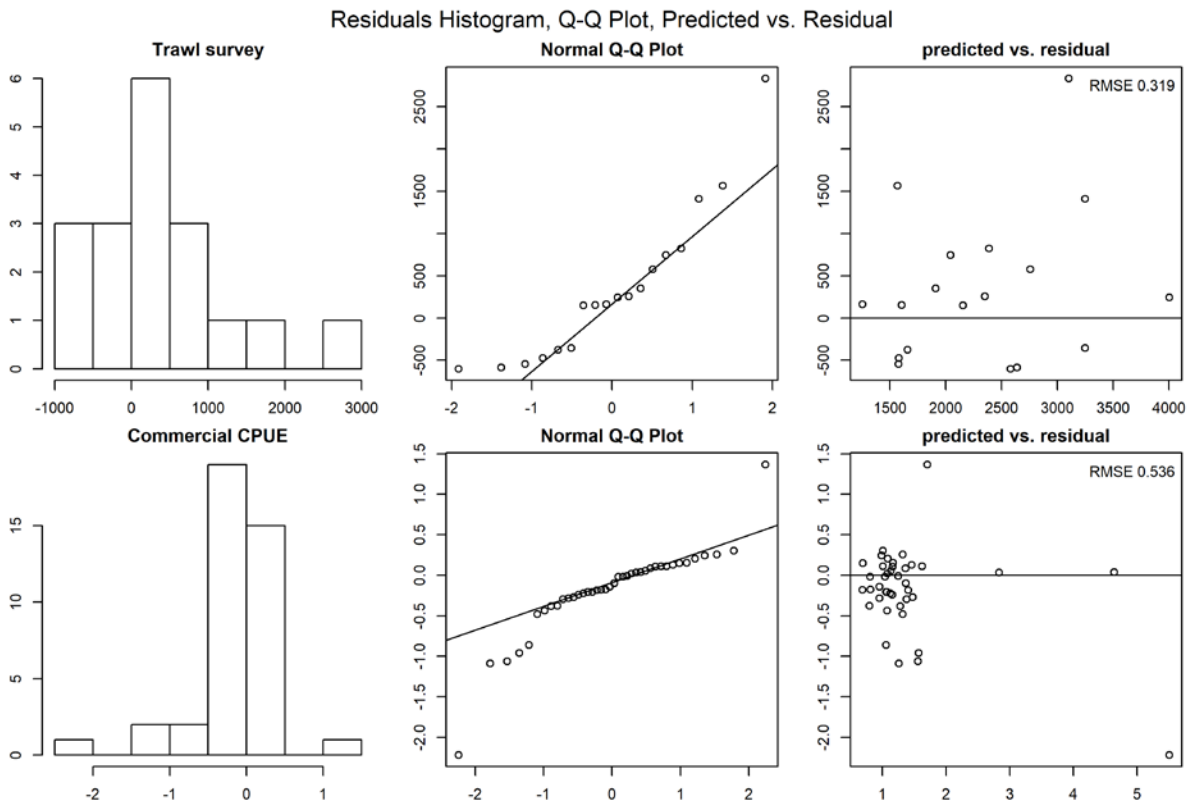 Residuals Histogram, Q-Q Plot, Predicted vs. Residual
Trawl survey
Normal Q-Q Plot
predicted vs. residual
6
5
4
3
2
1
0
-1000 0 1000 2000 3000
2500
1500
500
-500
-2 -1 0 1 2
RMSE 0.319
2500
1500
500
0
-500
1500 2000 2500 3000 3500 4000
Commercial CPUE
Normal Q-Q Plot
predicted vs. residual
15
10
5
0
-2 -1 0 1
1.5
1.0
0.5
0.0
-0.5
-1.0
-1.5
-2.0
-2 -1 0 1 2
RMSE 0.536
1.5
1.0
0.5
0.0
-1.0
-2.0
1 2 3 4 5